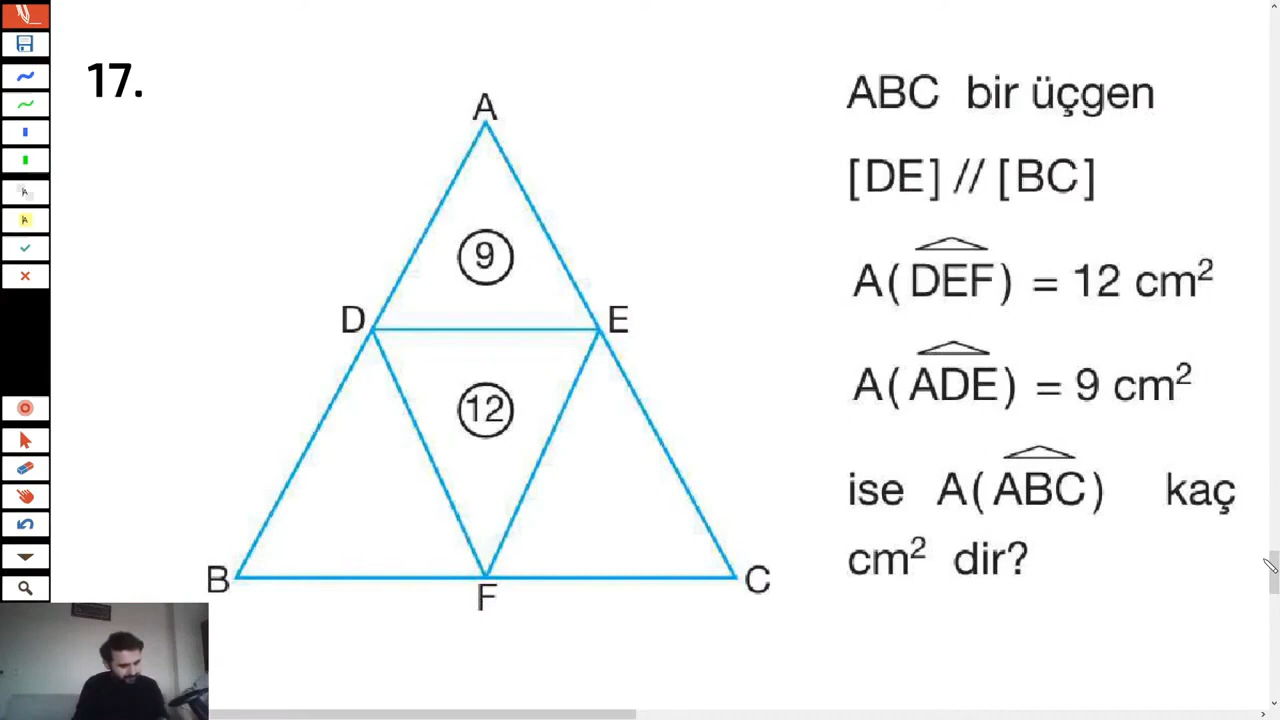 17.
A
9
D
E
12
B
F
C
ABC bir üçgen
[DE] // [BC]
A(DEF) = 12 cm²
A(ADE) = 9 cm²
ise A(ABC) kaç
cm² dir?